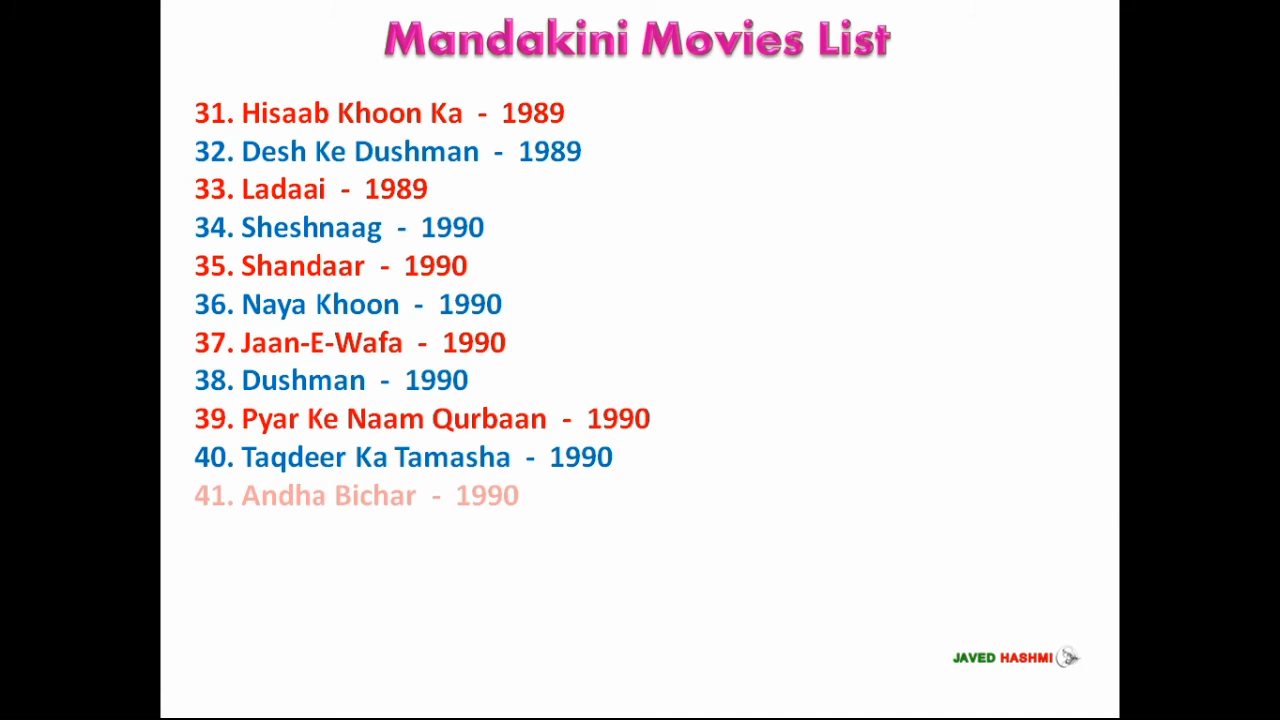 Mandakini Movies List
31. Hisaab Khoon Ka - 1989
32. Desh Ke Dushman - 1989
33. Ladaai - 1989
34. Sheshnaag - 1990
35. Shandaar - 1990
36. Naya Khoon - 1990
37. Jaan-E-Wafa - 1990
38. Dushman - 1990
39. Pyar Ke Naam Qurbaan - 1990
40. Taqdeer Ka Tamasha - 1990
41. Andha Bichar - 1990
JAVED HASHMI